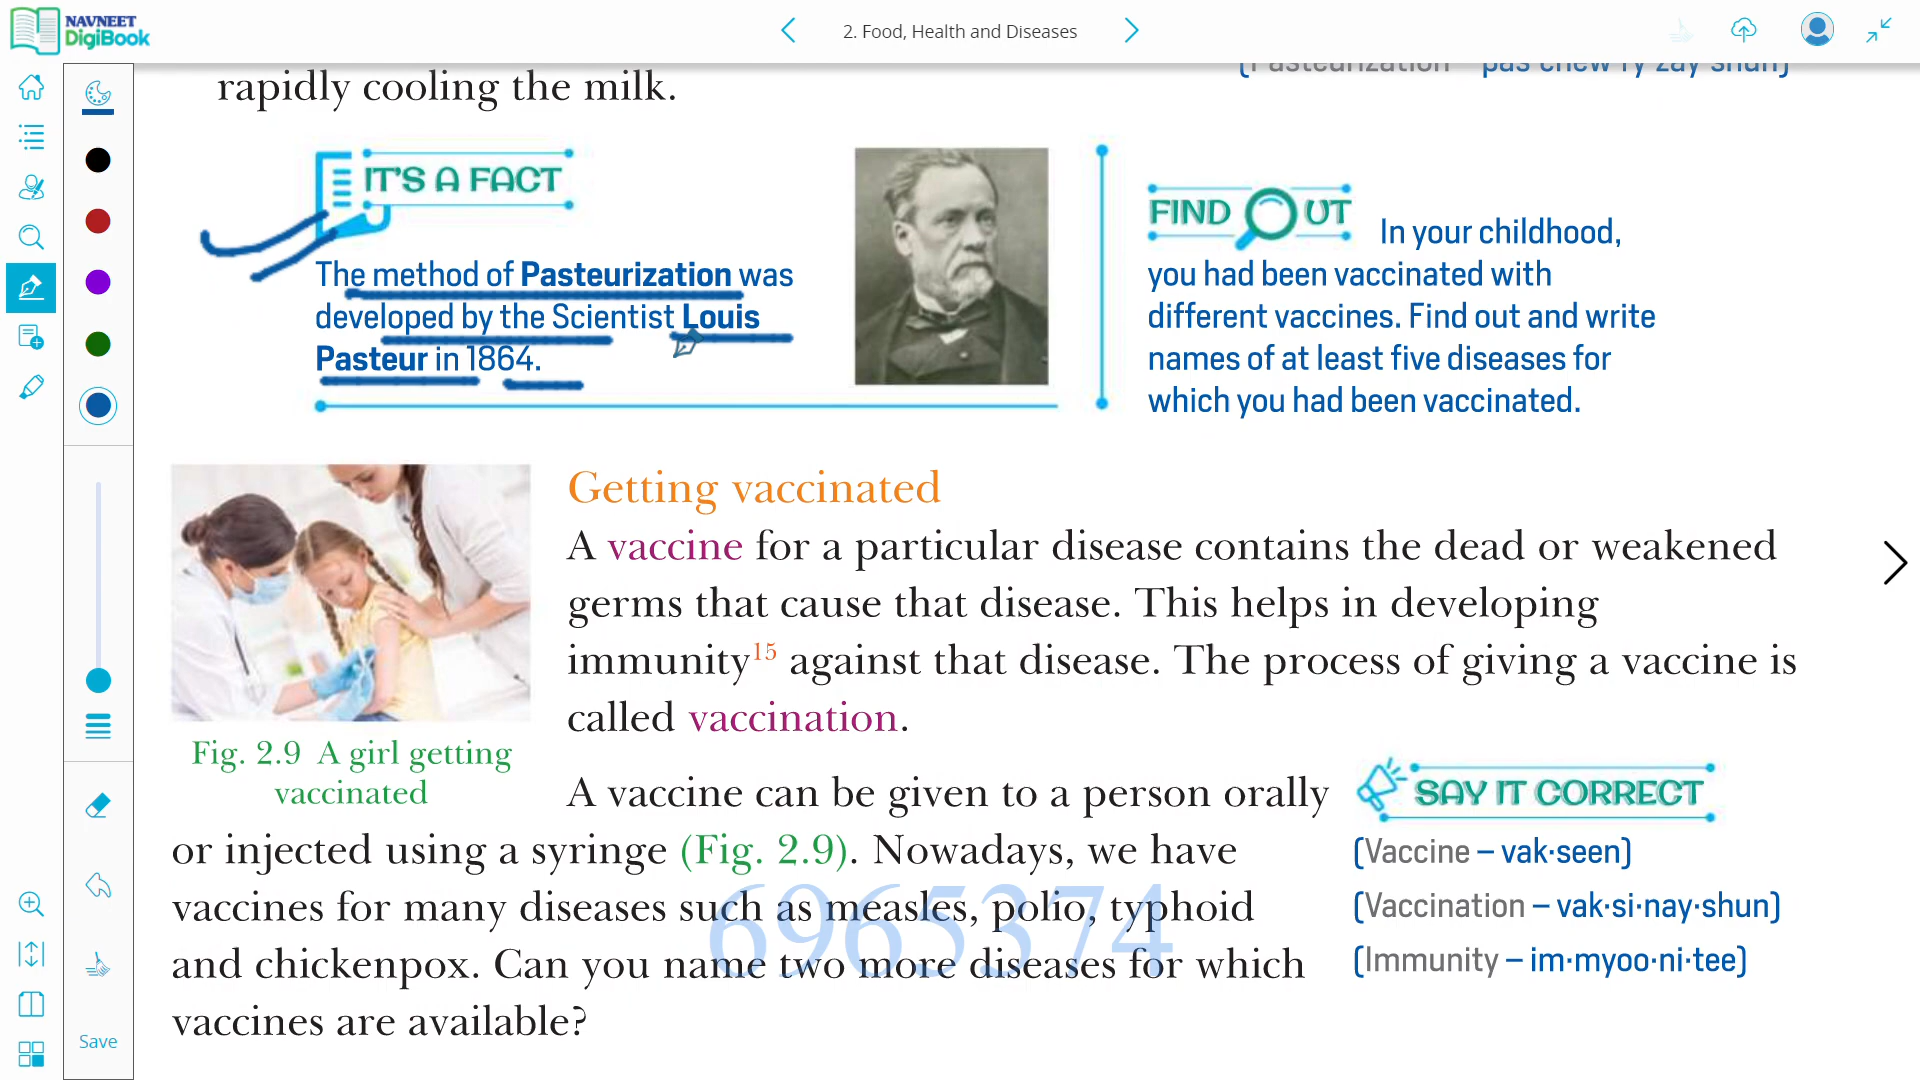 NAVNEET
DigiBook
2. Food, Health and Diseases
rapidly cooling the milk.
(Pasteurization – pas·chew·ry·zay·shun)
IT'S A FACT
The method of Pasteurization was
developed by the Scientist Louis
Pasteur in 1864.
FIND OUT In your childhood,
you had been vaccinated with
different vaccines. Find out and write
names of at least five diseases for
which you had been vaccinated.
Getting vaccinated
A vaccine for a particular disease contains the dead or weakened
germs that cause that disease. This helps in developing
immunity15 against that disease. The process of giving a vaccine is
called vaccination.
Fig. 2.9 A girl getting
vaccinated
A vaccine can be given to a person orally
or injected using a syringe (Fig. 2.9). Nowadays, we have
vaccines for many diseases such as measles, polio, typhoid
and chickenpox. Can you name two more diseases for which
vaccines are available?
6965374
SAY IT CORRECT
(Vaccine – vak·seen)
(Vaccination – vak·si·nay·shun)
(Immunity – im·myoo·ni·tee)
Save